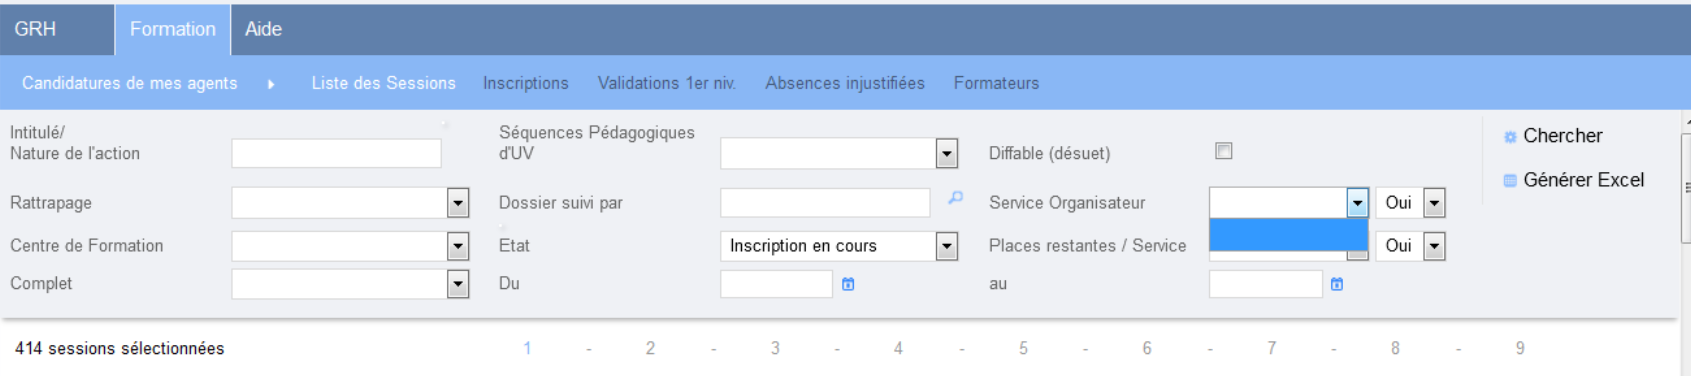 GRH Formation Aide
Candidatures de mes agents Liste des Sessions Inscriptions Validations 1er niv. Absences injustifiées Formateurs
Intitulé/
Nature de l'action
Séquences Pédagogiques
d'UV
Diffable (désuet)
Chercher
Générer Excel
Rattrapage
Dossier suivi par
Service Organisateur Oui
Centre de Formation
Etat Inscription en cours
Places restantes / Service Oui
Complet
Du
au
414 sessions sélectionnées 1 - 2 - 3 - 4 - 5 - 6 - 7 - 8 - 9